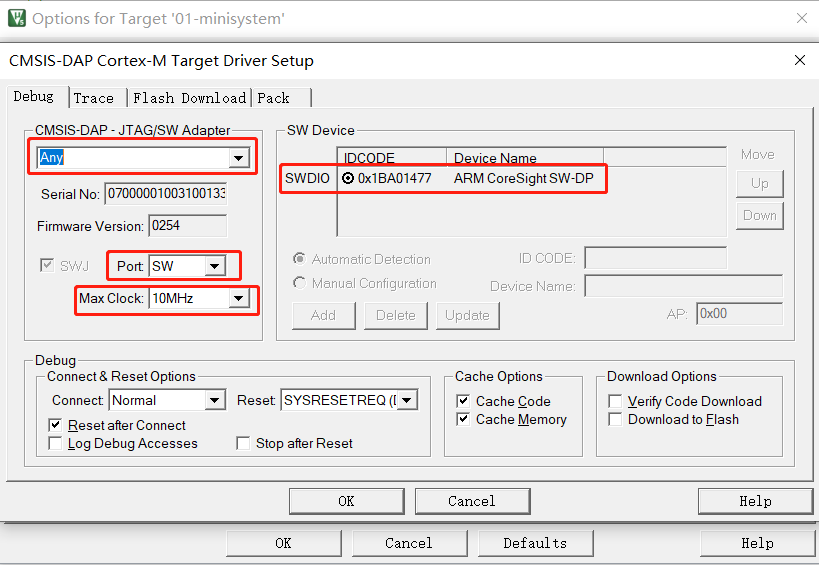 Options for Target '01-minisystem'
CMSIS-DAP Cortex-M Target Driver Setup
Debug Trace Flash Download Pack
CMSIS-DAP - JTAG/SW Adapter
Any
Serial No: 07000001003100133
Firmware Version: 0254
SWJ Port: SW
Max Clock: 10MHz
SW Device
IDCODE Device Name
SWDIO 0x1BA01477 ARM CoreSight SW-DP
Move
Up
Down
Automatic Detection
Manual Configuration
ID CODE:
Device Name:
Add Delete Update
AP: 0x00
Debug
Connect & Reset Options
Connect: Normal Reset: SYSRESETREQ (D
Reset after Connect
Log Debug Accesses Stop after Reset
Cache Options
Cache Code
Cache Memory
Download Options
Verify Code Download
Download to Flash
OK Cancel Help
OK Cancel Defaults Help